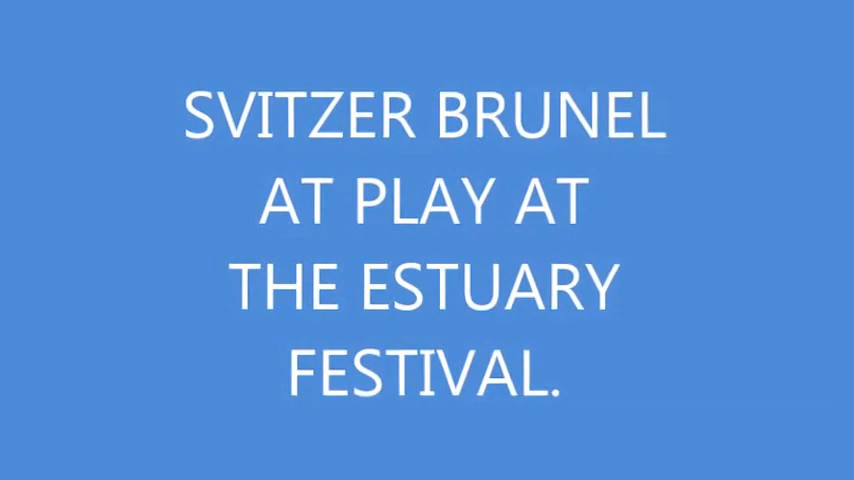 SVITZER BRUNEL
AT PLAY AT
THE ESTUARY
FESTIVAL.